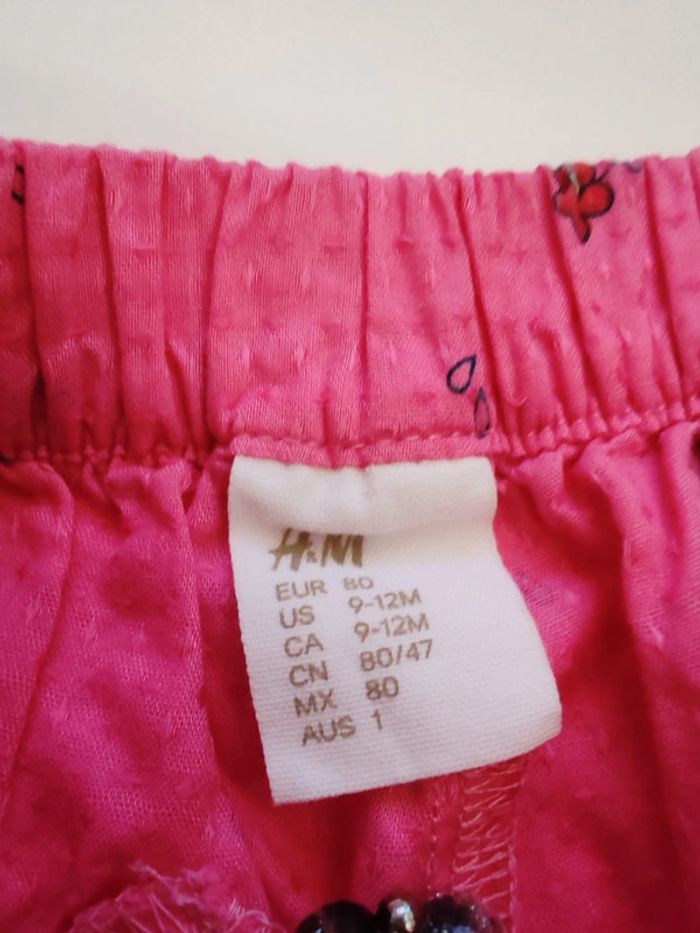 H&M
EUR 80
US 9-12M
CA 9-12M
CN 80/47
MX 80
AUS 1